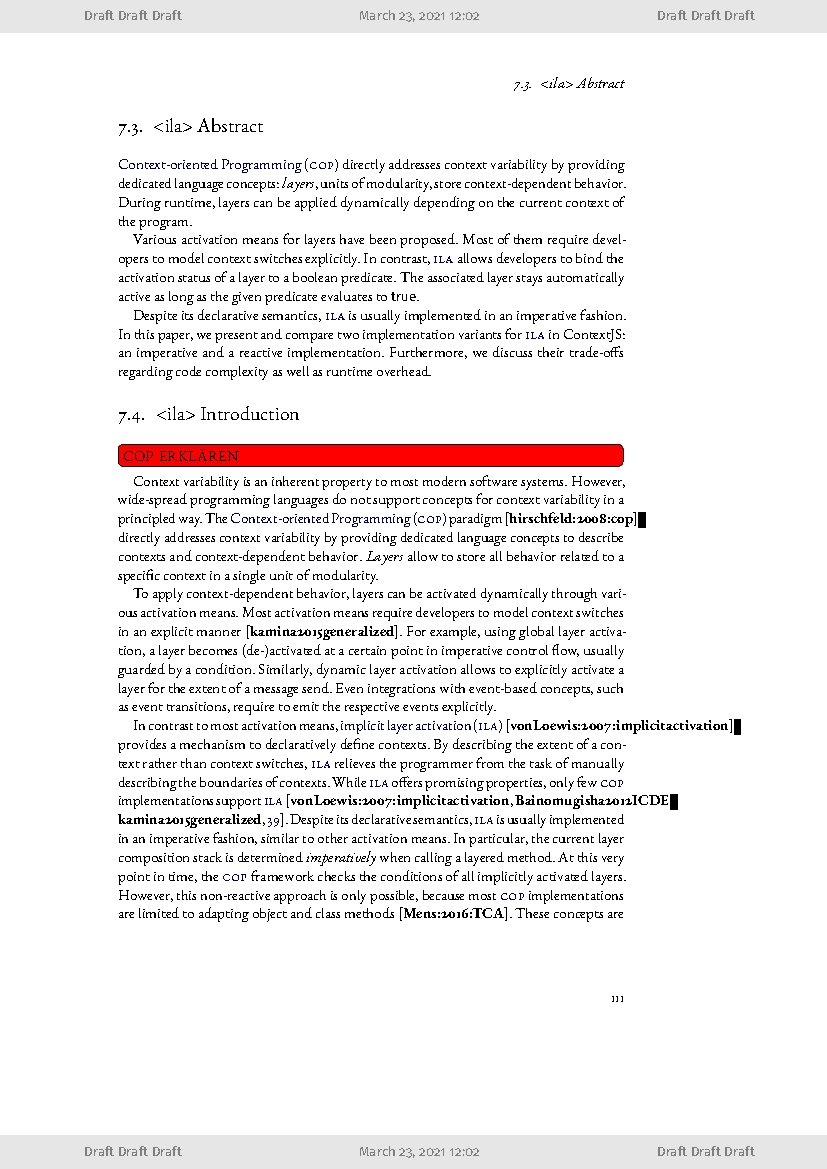 Draft Draft Draft March 23, 2021 12:02 Draft Draft Draft
7.3. <ila> Abstract
7.3. <ila> Abstract
Context-oriented Programming (COP) directly addresses context variability by providing
dedicated language concepts: layers, units of modularity, store context-dependent behavior.
During runtime, layers can be applied dynamically depending on the current context of
the program.
Various activation means for layers have been proposed. Most of them require devel-
opers to model context switches explicitly. In contrast, ILA allows developers to bind the
activation status of a layer to a boolean predicate. The associated layer stays automatically
active as long as the given predicate evaluates to true.
Despite its declarative semantics, ILA is usually implemented in an imperative fashion.
In this paper, we present and compare two implementation variants for ILA in ContextJS:
an imperative and a reactive implementation. Furthermore, we discuss their trade-offs
regarding code complexity as well as runtime overhead.
7.4. <ila> Introduction
COP ERKLÄREN
Context variability is an inherent property to most modern software systems. However,
wide-spread programming languages do not support concepts for context variability in a
principled way. The Context-oriented Programming (COP) paradigm [hirschfeld:2008:cop]
directly addresses context variability by providing dedicated language concepts to describe
contexts and context-dependent behavior. Layers allow to store all behavior related to a
specific context in a single unit of modularity.
To apply context-dependent behavior, layers can be activated dynamically through vari-
ous activation means. Most activation means require developers to model context switches
in an explicit manner [kamina2015generalized]. For example, using global layer activa-
tion, a layer becomes (de-)activated at a certain point in imperative control flow, usually
guarded by a condition. Similarly, dynamic layer activation allows to explicitly activate a
layer for the extent of a message send. Even integrations with event-based concepts, such
as event transitions, require to emit the respective events explicitly.
In contrast to most activation means, implicit layer activation (ILA) [vonLoewis:2007:implicitactivation]
provides a mechanism to declaratively define contexts. By describing the extent of a con-
text rather than context switches, ILA relieves the programmer from the task of manually
describing the boundaries of contexts. While ILA offers promising properties, only few COP
implementations support ILA [vonLoewis:2007:implicitactivation, Bainomugisha2012ICDE
kamina2015generalized, 39]. Despite its declarative semantics, ILA is usually implemented
in an imperative fashion, similar to other activation means. In particular, the current layer
composition stack is determined imperatively when calling a layered method. At this very
point in time, the COP framework checks the conditions of all implicitly activated layers.
However, this non-reactive approach is only possible, because most COP implementations
are limited to adapting object and class methods [Mens:2016:TCA]. These concepts are
111
Draft Draft Draft March 23, 2021 12:02 Draft Draft Draft